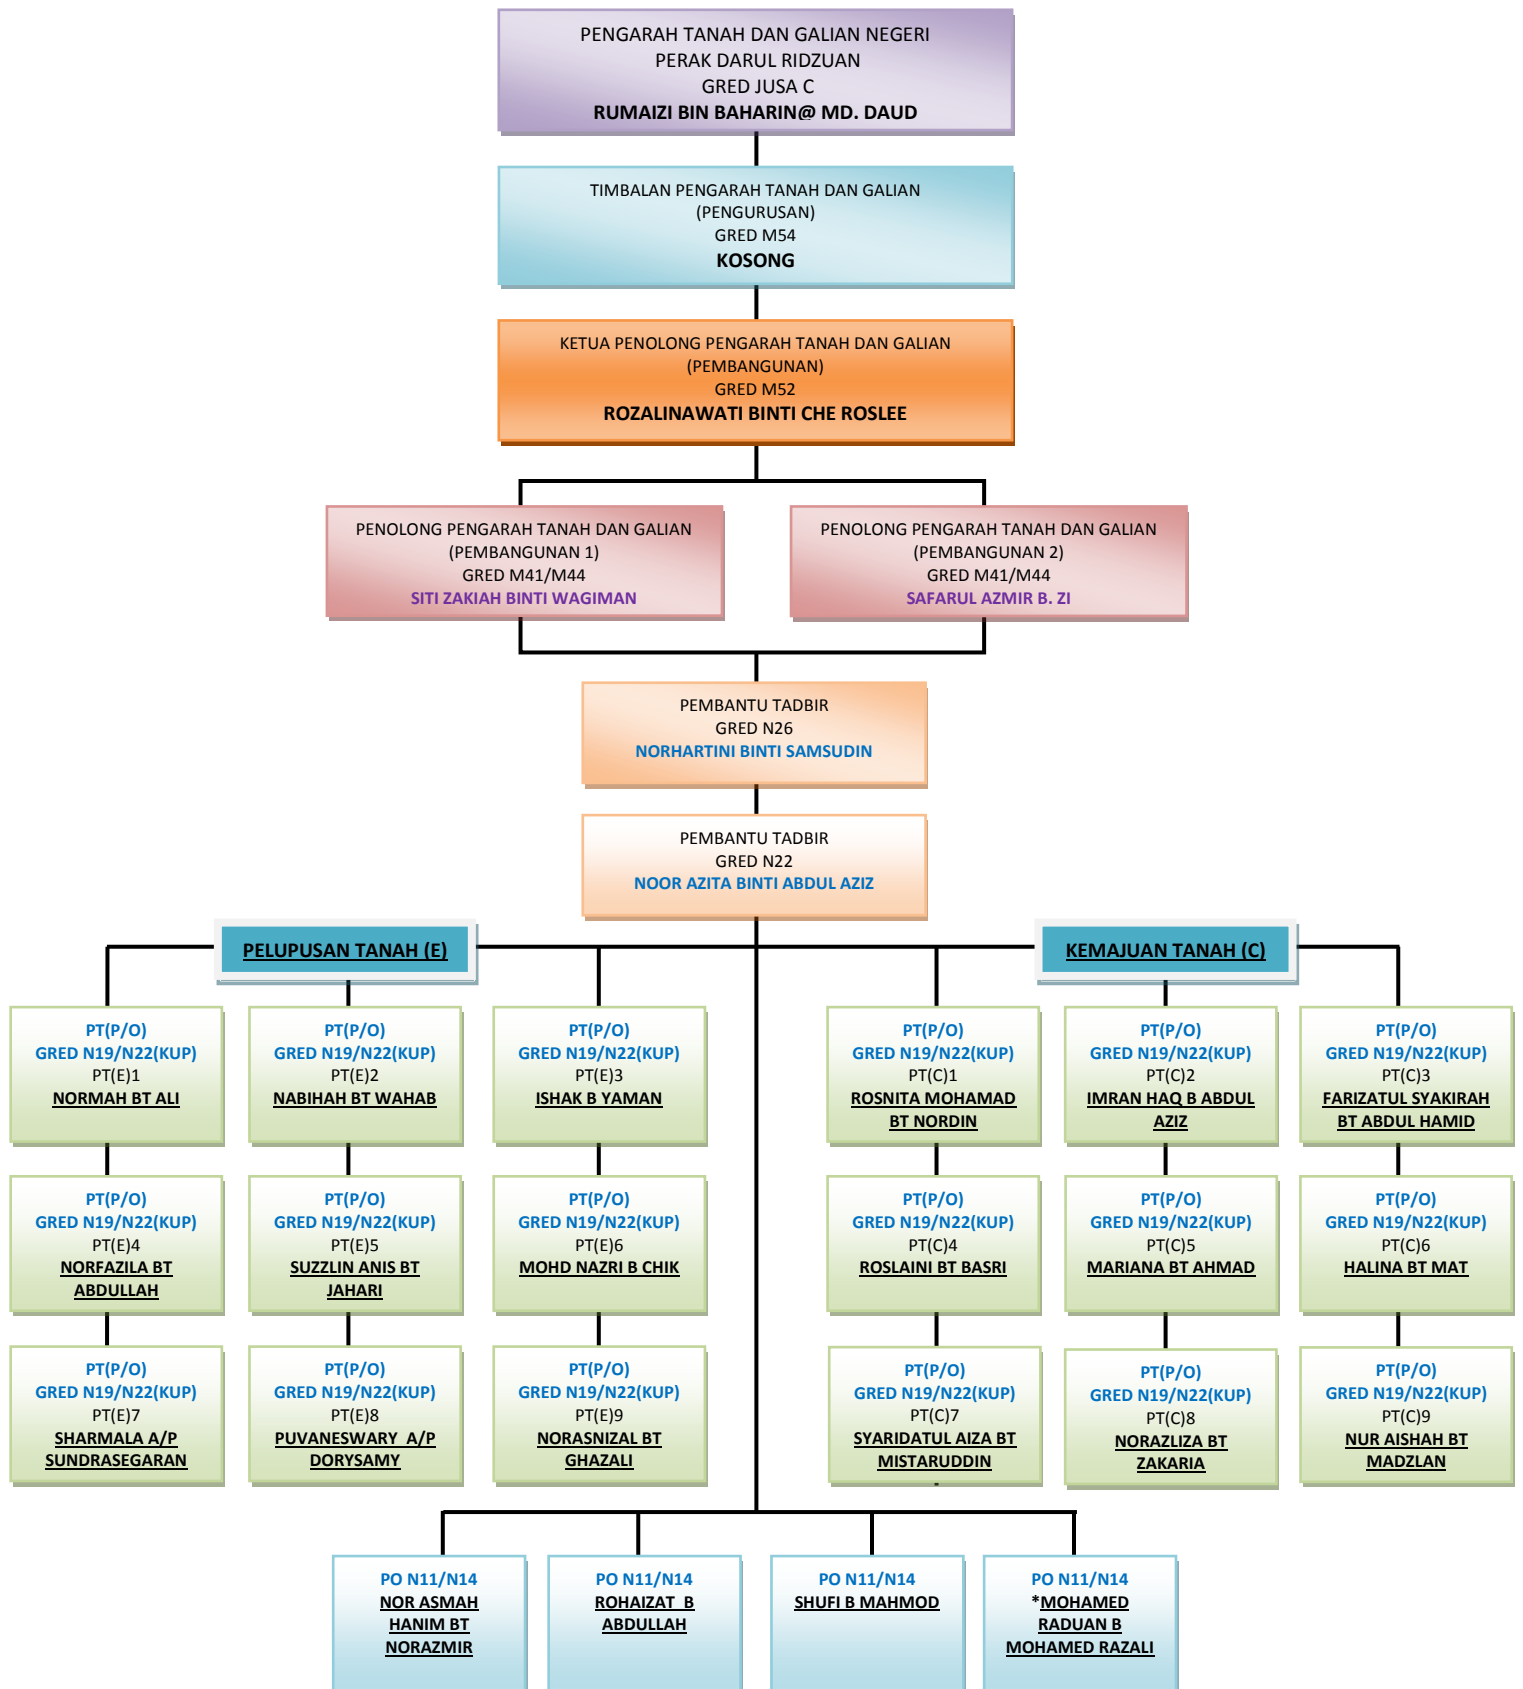 PENGARAH TANAH DAN GALIAN NEGERI
PERAK DARUL RIDZUAN
GRED JUSA C
RUMAIZI BIN BAHARIN@ MD. DAUD
TIMBALAN PENGARAH TANAH DAN GALIAN
(PENGURUSAN)
GRED M54
KOSONG
KETUA PENOLONG PENGARAH TANAH DAN GALIAN
(PEMBANGUNAN)
GRED M52
ROZALINAWATI BINTI CHE ROSLEE
PENOLONG PENGARAH TANAH DAN GALIAN
(PEMBANGUNAN 1)
GRED M41/M44
SITI ZAKIAH BINTI WAGIMAN
PENOLONG PENGARAH TANAH DAN GALIAN
(PEMBANGUNAN 2)
GRED M41/M44
SAFARUL AZMIR B. ZI
PEMBANTU TADBIR
GRED N26
NORHARTINI BINTI SAMSUDIN
PEMBANTU TADBIR
GRED N22
NOOR AZITA BINTI ABDUL AZIZ
PELUPUSAN TANAH (E)
KEMAJUAN TANAH (C)
PT(P/O)
GRED N19/N22(KUP)
PT(E)1
NORMAH BT ALI
PT(P/O)
GRED N19/N22(KUP)
PT(E)2
NABIHAH BT WAHAB
PT(P/O)
GRED N19/N22(KUP)
PT(E)3
ISHAK B YAMAN
PT(P/O)
GRED N19/N22(KUP)
PT(C)1
ROSNITA MOHAMAD
BT NORDIN
PT(P/O)
GRED N19/N22(KUP)
PT(C)2
IMRAN HAQ B ABDUL
AZIZ
PT(P/O)
GRED N19/N22(KUP)
PT(C)3
FARIZATUL SYAKIRAH
BT ABDUL HAMID
PT(P/O)
GRED N19/N22(KUP)
PT(E)4
NORFAZILA BT
ABDULLAH
PT(P/O)
GRED N19/N22(KUP)
PT(E)5
SUZZLIN ANIS BT
JAHARI
PT(P/O)
GRED N19/N22(KUP)
PT(E)6
MOHD NAZRI B CHIK
PT(P/O)
GRED N19/N22(KUP)
PT(C)4
ROSLAINI BT BASRI
PT(P/O)
GRED N19/N22(KUP)
PT(C)5
MARIANA BT AHMAD
PT(P/O)
GRED N19/N22(KUP)
PT(C)6
HALINA BT MAT
PT(P/O)
GRED N19/N22(KUP)
PT(E)7
SHARMALA A/P
SUNDRASEGARAN
PT(P/O)
GRED N19/N22(KUP)
PT(E)8
PUVANESWARY  A/P
DORYSAMY
PT(P/O)
GRED N19/N22(KUP)
PT(E)9
NORASNIZAL BT
GHAZALI
PT(P/O)
GRED N19/N22(KUP)
PT(C)7
SYARIDATUL AIZA BT
MISTARUDDIN
PT(P/O)
GRED N19/N22(KUP)
PT(C)8
NORAZLIZA BT
ZAKARIA
PT(P/O)
GRED N19/N22(KUP)
PT(C)9
NUR AISHAH BT
MADZLAN
PO N11/N14
NOR ASMAH
HANIM BT
NORAZMIR
PO N11/N14
ROHAIZAT  B
ABDULLAH
PO N11/N14
SHUFI B MAHMOD
PO N11/N14
*MOHAMED
RADUAN B
MOHAMED RAZALI